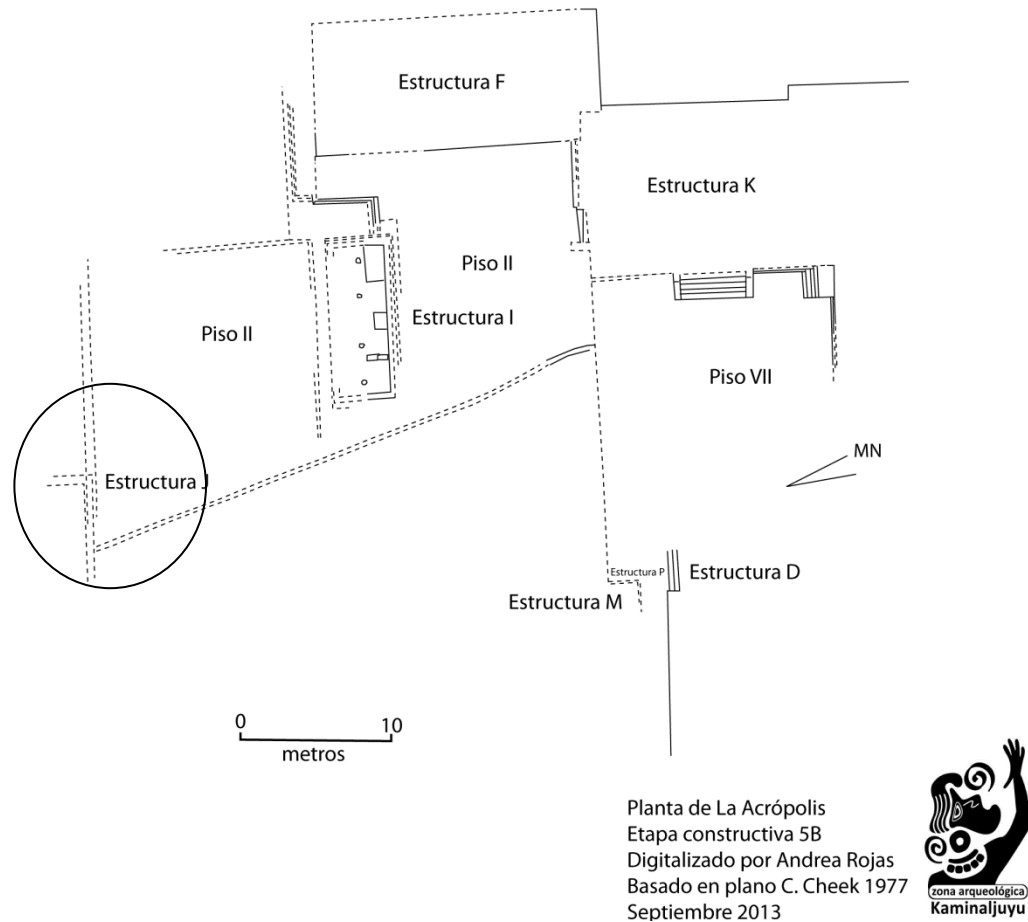 Estructura F
Estructura K
Piso II
Estructura I
Piso II
Piso VII
MN
Estructura J
Estructura P
Estructura D
Estructura M
0 10
metros
Planta de La Acrópolis
Etapa constructiva 5B
Digitalizado por Andrea Rojas
Basado en plano C. Cheek 1977
Septiembre 2013
zona arqueológica
Kaminaljuyu